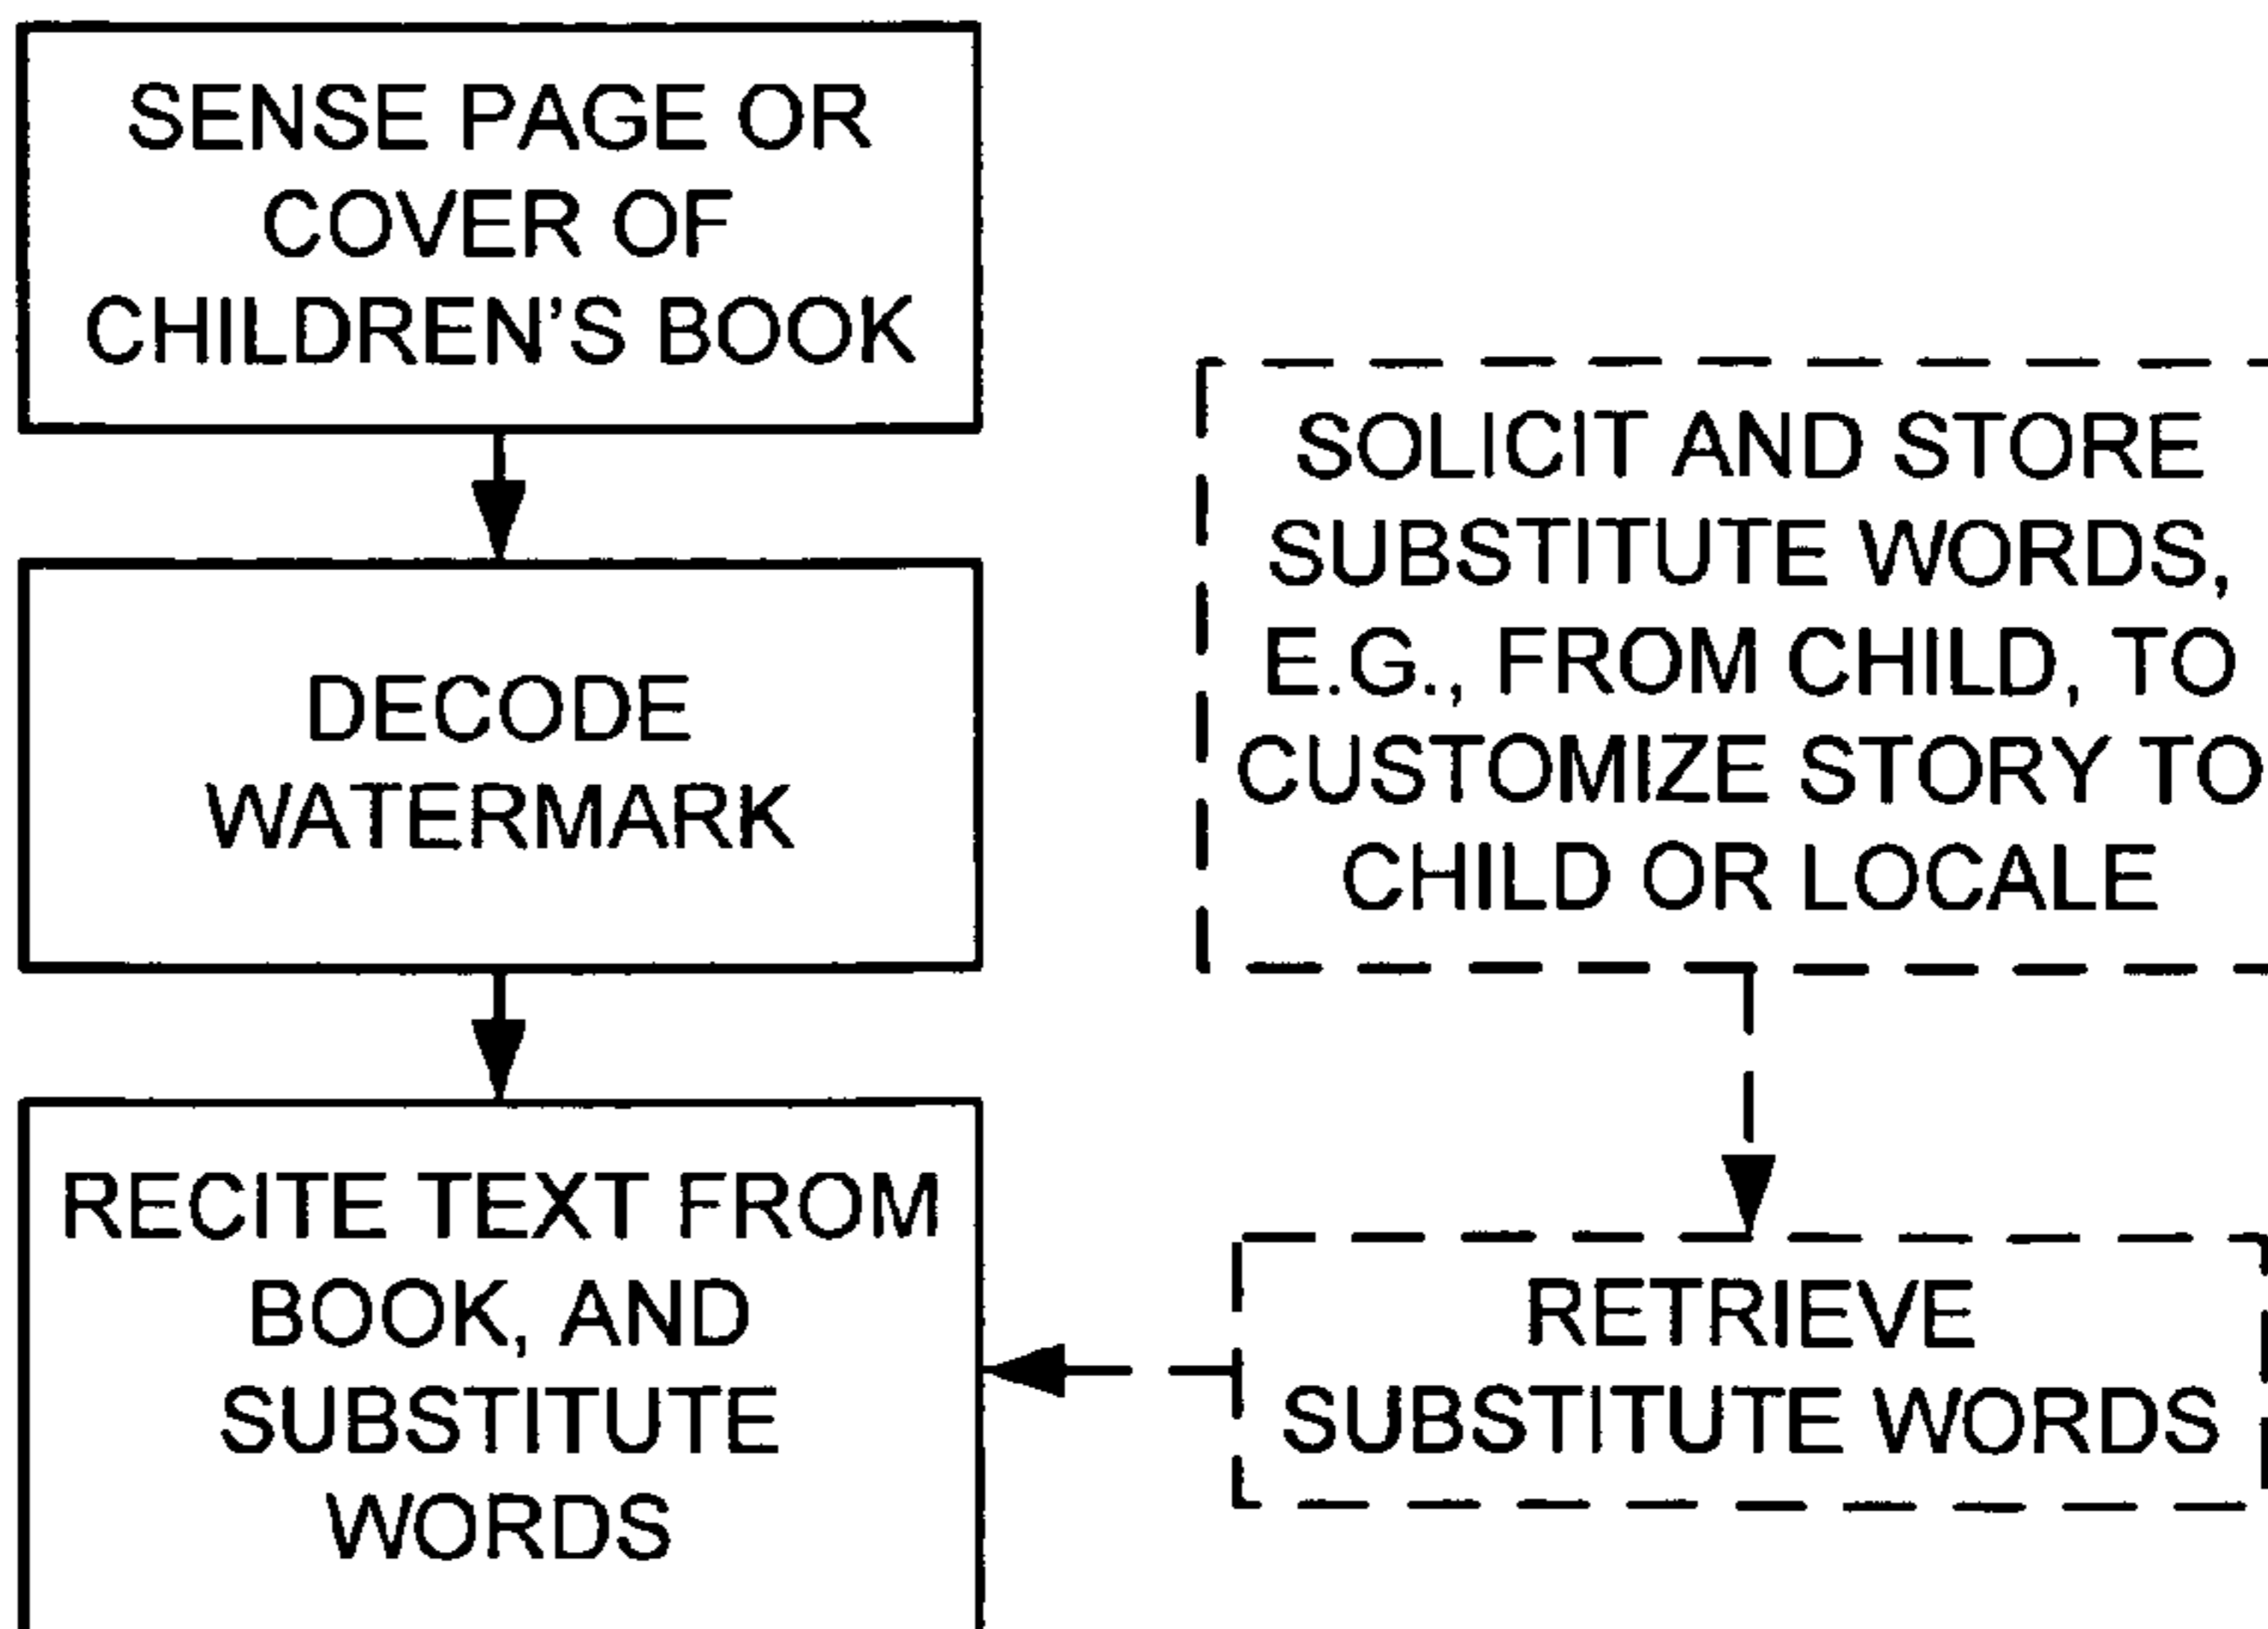 SENSE PAGE OR
COVER OF
CHILDREN'S BOOK
DECODE
WATERMARK
RECITE TEXT FROM
BOOK, AND
SUBSTITUTE
WORDS
SOLICIT AND STORE
SUBSTITUTE WORDS,
E.G., FROM CHILD, TO
CUSTOMIZE STORY TO
CHILD OR LOCALE
RETRIEVE
SUBSTITUTE WORDS